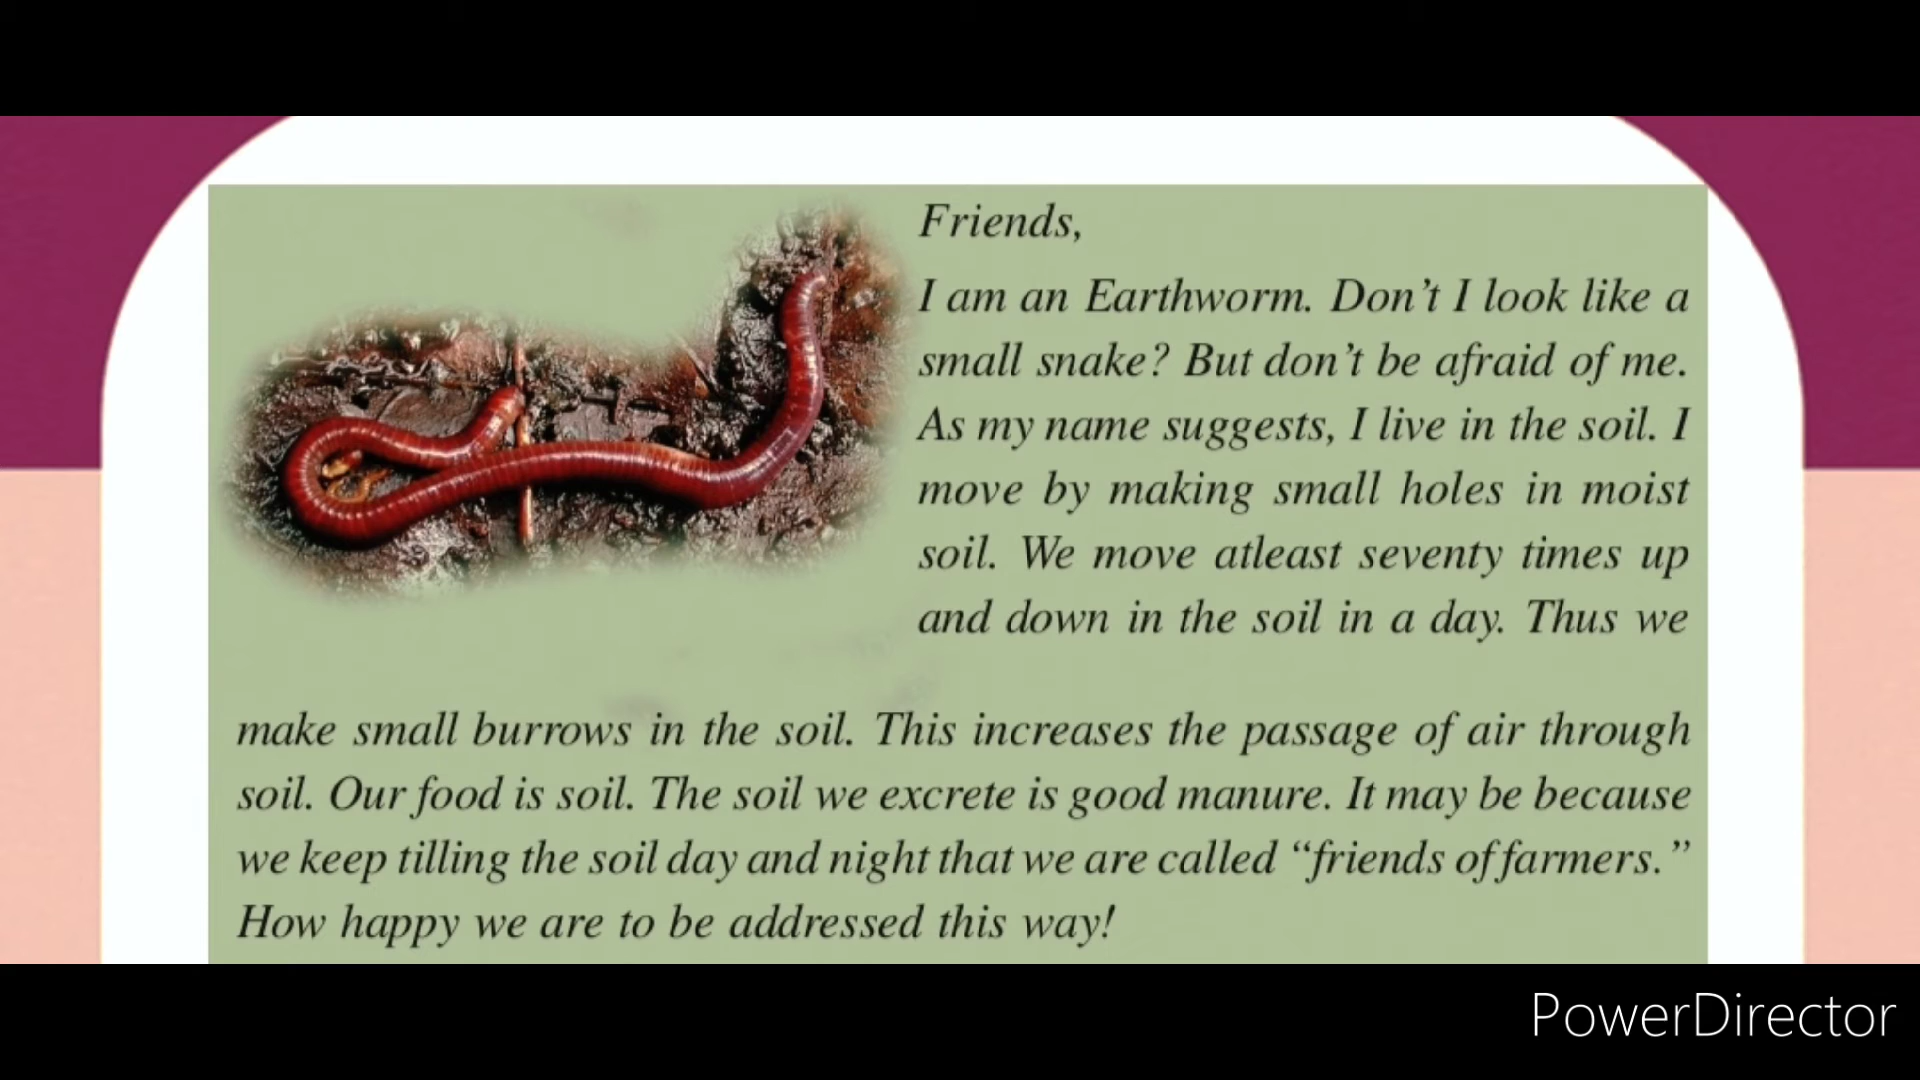 Friends,
I am an Earthworm. Don’t I look like a
small snake? But don’t be afraid of me.
As my name suggests, I live in the soil. I
move by making small holes in moist
soil. We move atleast seventy times up
and down in the soil in a day. Thus we
make small burrows in the soil. This increases the passage of air through
soil. Our food is soil. The soil we excrete is good manure. It may be because
we keep tilling the soil day and night that we are called “friends of farmers.”
How happy we are to be addressed this way!
PowerDirector